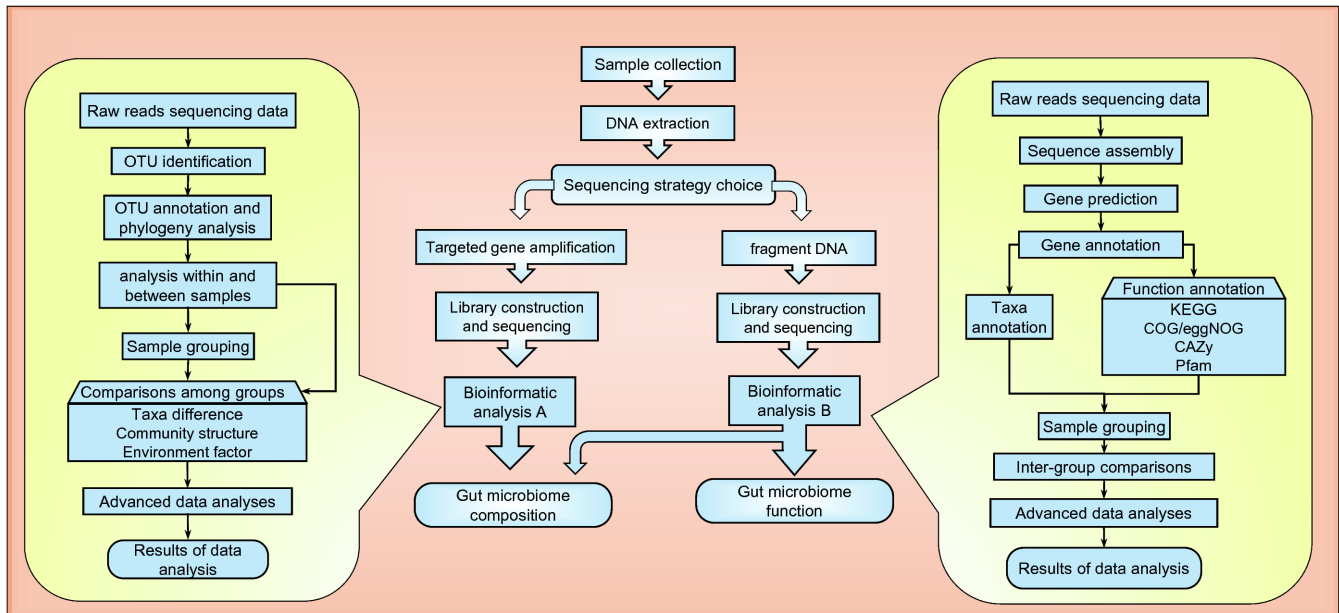 Sample collection
DNA extraction
Sequencing strategy choice
Targeted gene amplification
Library construction
and sequencing
Bioinformatic
analysis A
Gut microbiome
composition
fragment DNA
Library construction
and sequencing
Bioinformatic
analysis B
Gut microbiome
function
Raw reads sequencing data
OTU identification
OTU annotation and
phylogeny analysis
analysis within and
between samples
Sample grouping
Comparisons among groups
Taxa difference
Community structure
Environment factor
Advanced data analyses
Results of data
analysis
Raw reads sequencing data
Sequence assembly
Gene prediction
Gene annotation
Taxa
annotation
Function annotation
KEGG
COG/eggNOG
CAZy
Pfam
Sample grouping
Inter-group comparisons
Advanced data analyses
Results of data analysis